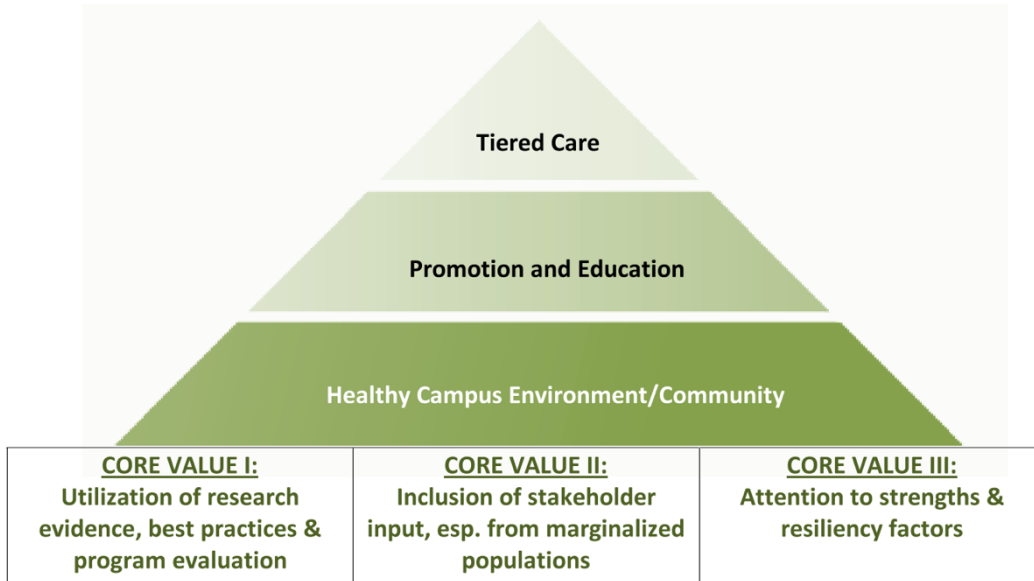 Tiered Care
Promotion and Education
Healthy Campus Environment/Community
CORE VALUE I:
Utilization of research
evidence, best practices &
program evaluation
CORE VALUE II:
Inclusion of stakeholder
input, esp. from marginalized
populations
CORE VALUE III:
Attention to strengths &
resiliency factors